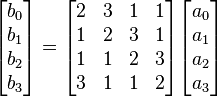 [b₀] = [2 3 1 1] [a₀]
[b₁] = [1 2 3 1] [a₁]
[b₂] = [1 1 2 3] [a₂]
[b₃] = [3 1 1 2] [a₃]